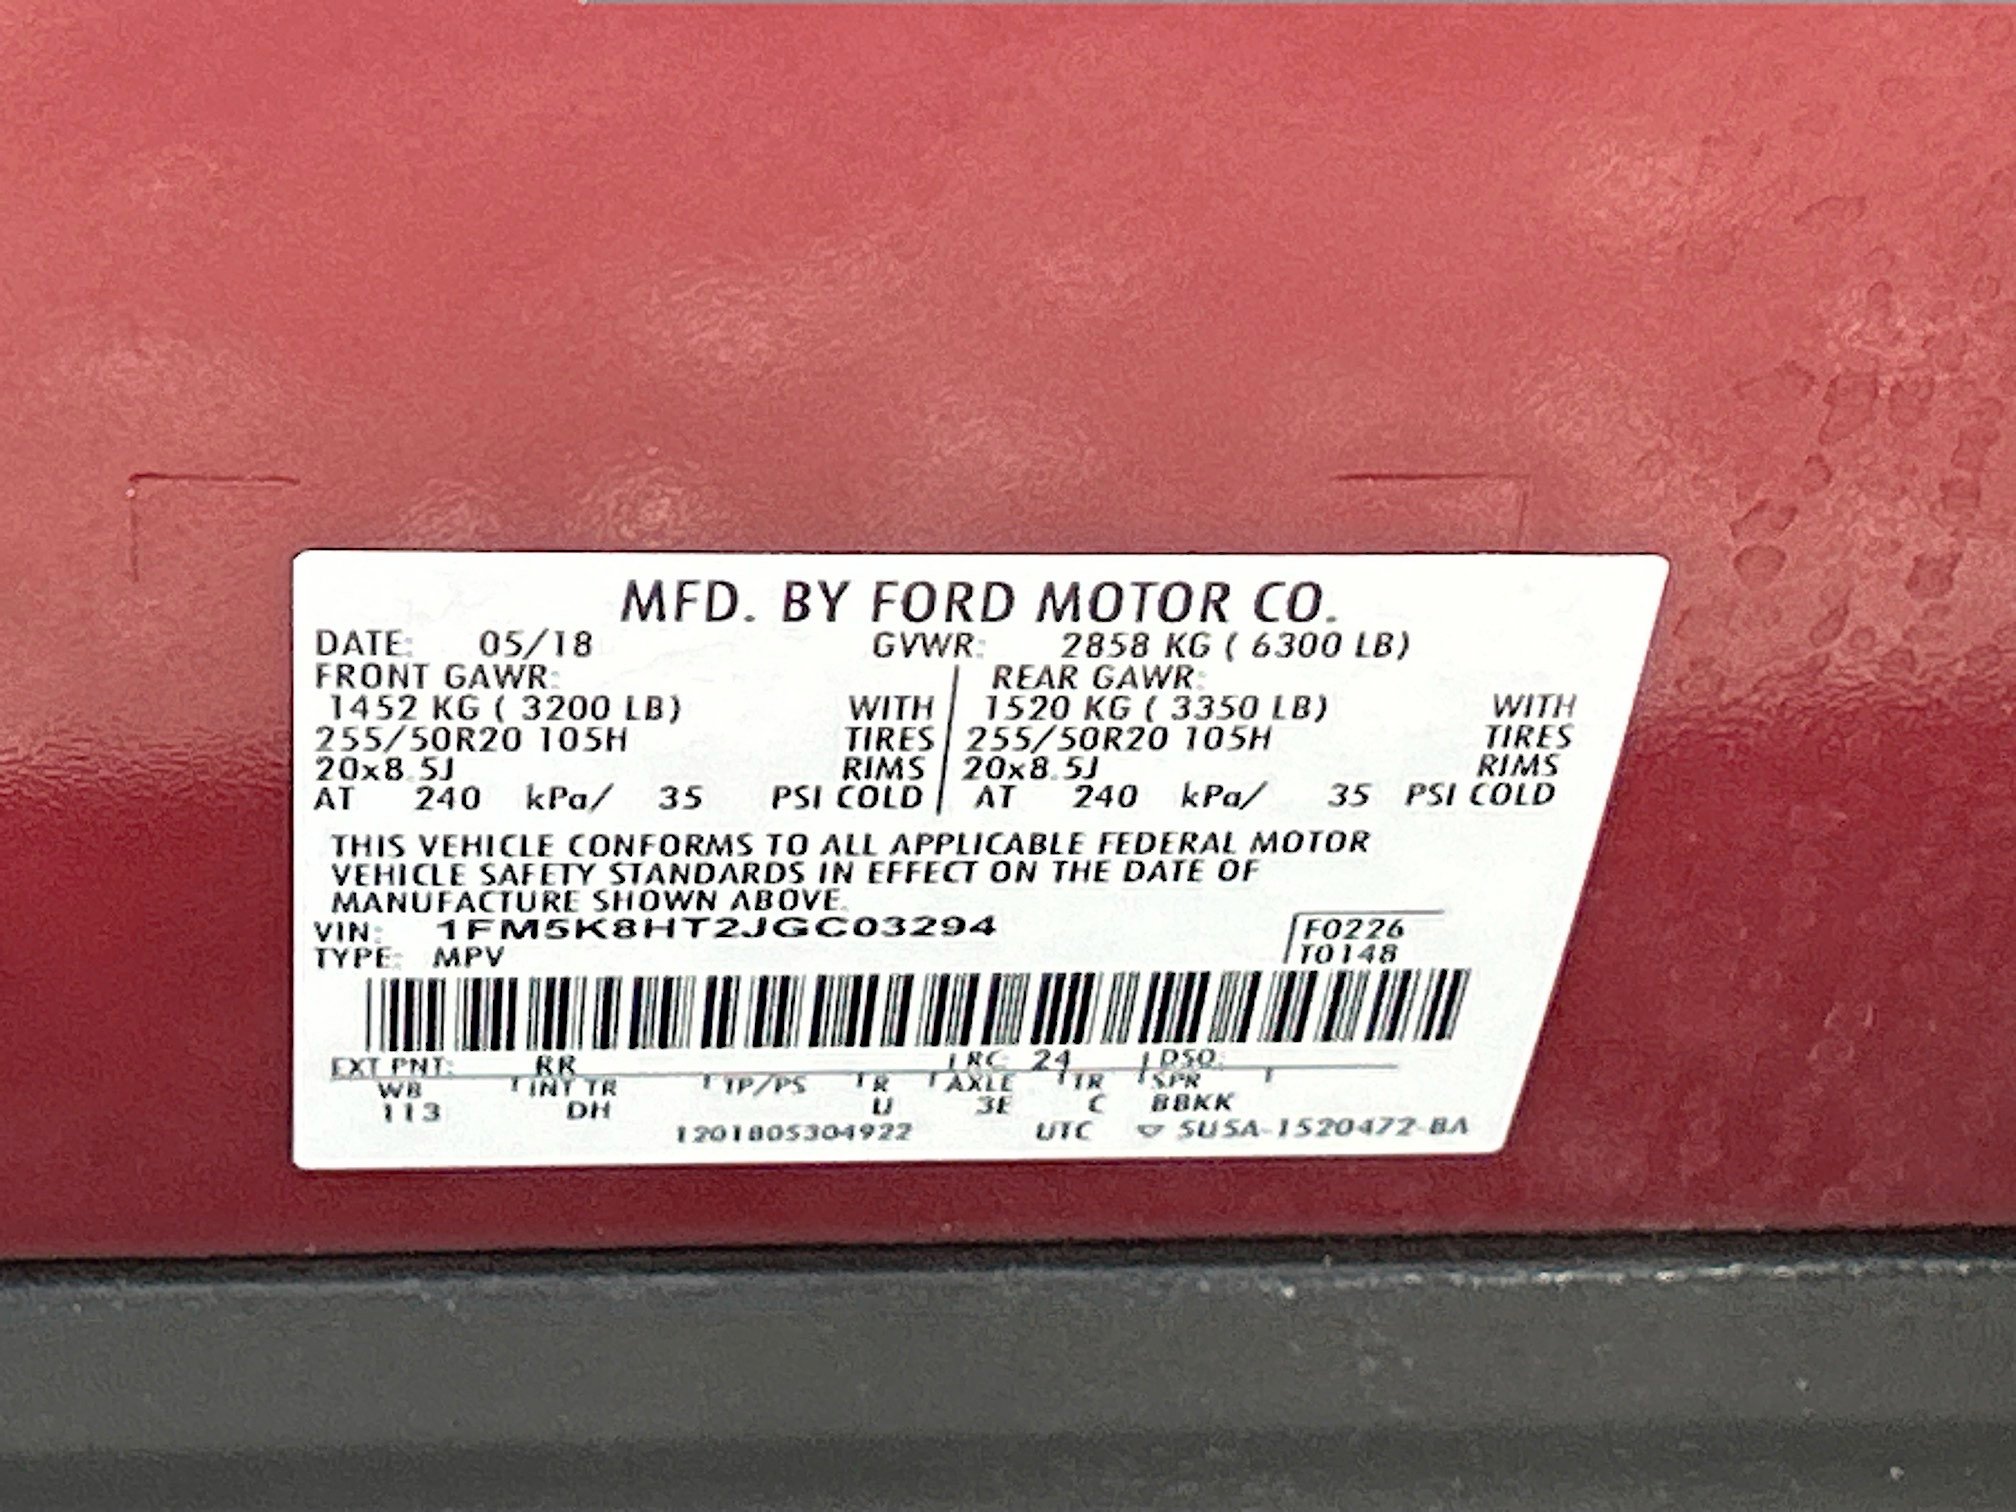 MFD. BY FORD MOTOR CO.
DATE: 05/18 GVWR: 2858 KG ( 6300 LB)
FRONT GAWR: REAR GAWR:
1452 KG ( 3200 LB) WITH 1520 KG ( 3350 LB) WITH
255/50R20 105H TIRES 255/50R20 105H TIRES
20x8.5J RIMS 20x8.5J RIMS
AT 240 kPa/ 35 PSI COLD AT 240 kPa/ 35 PSI COLD
THIS VEHICLE CONFORMS TO ALL APPLICABLE FEDERAL MOTOR
VEHICLE SAFETY STANDARDS IN EFFECT ON THE DATE OF
MANUFACTURE SHOWN ABOVE.
VIN: 1FM5K8HT2JGC03294 F0226
TYPE: MPV T0148
EXT PNT: RR RC: 24 DSO:
WB INT TR TP/PS R AXLE TR SPR
113 DH U 3E C BBKK
1201805304922 UTC 5U5A-1520472-BA